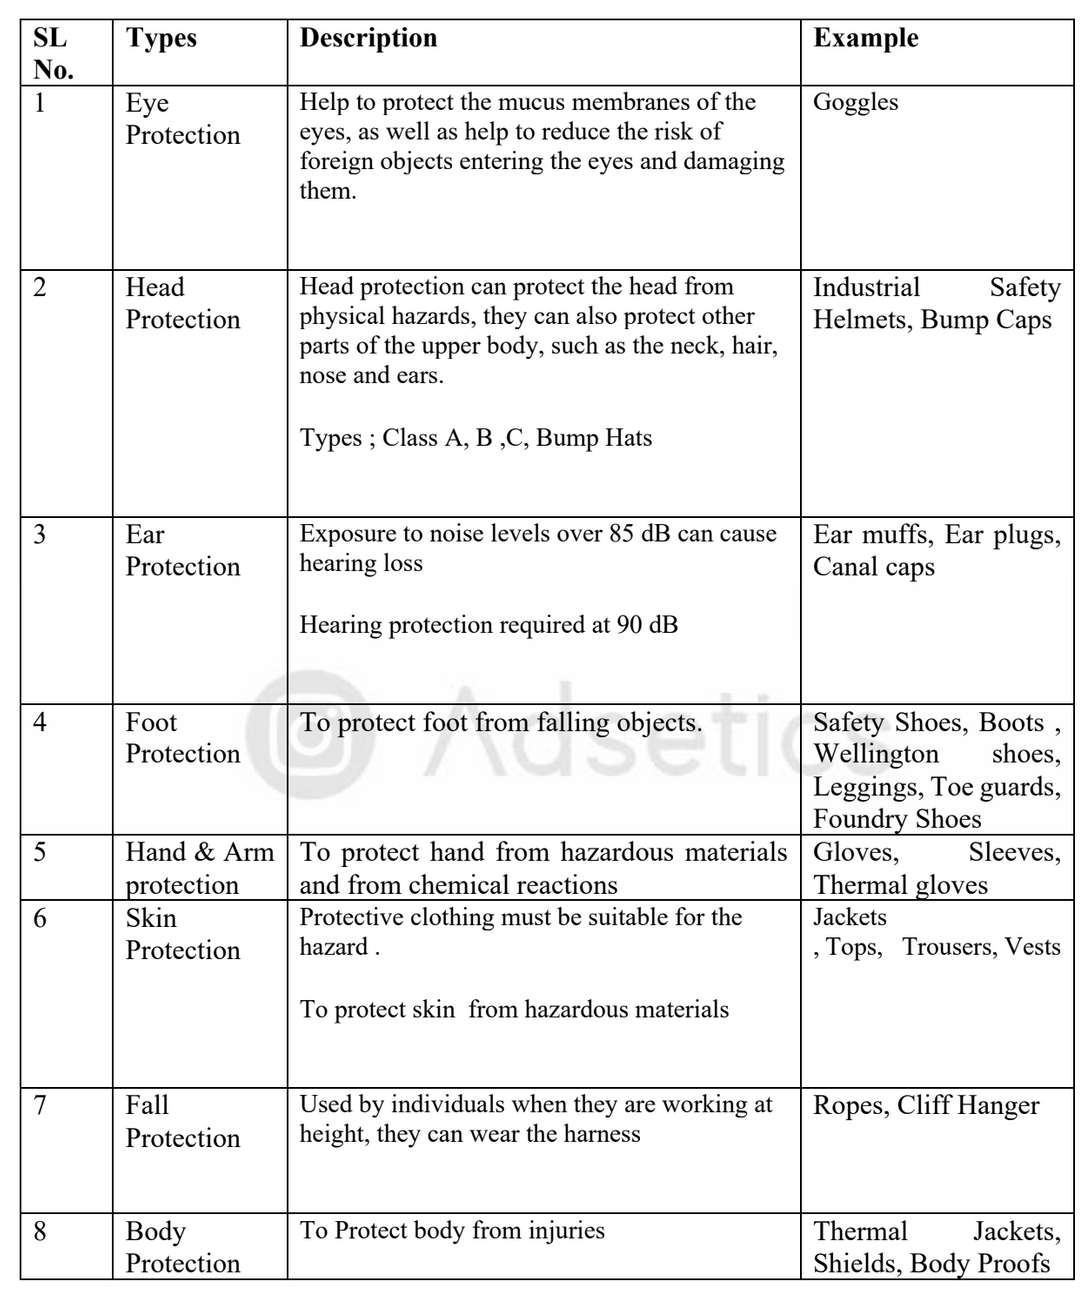 SL No. Types Description Example
1 Eye Protection Help to protect the mucus membranes of the
eyes, as well as help to reduce the risk of
foreign objects entering the eyes and damaging
them.
Goggles
2 Head Protection Head protection can protect the head from
physical hazards, they can also protect other
parts of the upper body, such as the neck, hair,
nose and ears.
Types ; Class A, B ,C, Bump Hats
Industrial Safety
Helmets, Bump Caps
3 Ear Protection Exposure to noise levels over 85 dB can cause
hearing loss
Hearing protection required at 90 dB
Ear muffs, Ear plugs,
Canal caps
4 Foot Protection To protect foot from falling objects.
Safety Shoes, Boots ,
Wellington shoes,
Leggings, Toe guards,
Foundry Shoes
5 Hand & Arm protection To protect hand from hazardous materials
and from chemical reactions
Gloves, Sleeves,
Thermal gloves
6 Skin Protection Protective clothing must be suitable for the
hazard .
To protect skin from hazardous materials
Jackets
, Tops, Trousers, Vests
7 Fall Protection Used by individuals when they are working at
height, they can wear the harness
Ropes, Cliff Hanger
8 Body Protection To Protect body from injuries
Thermal Jackets,
Shields, Body Proofs
Adsetics